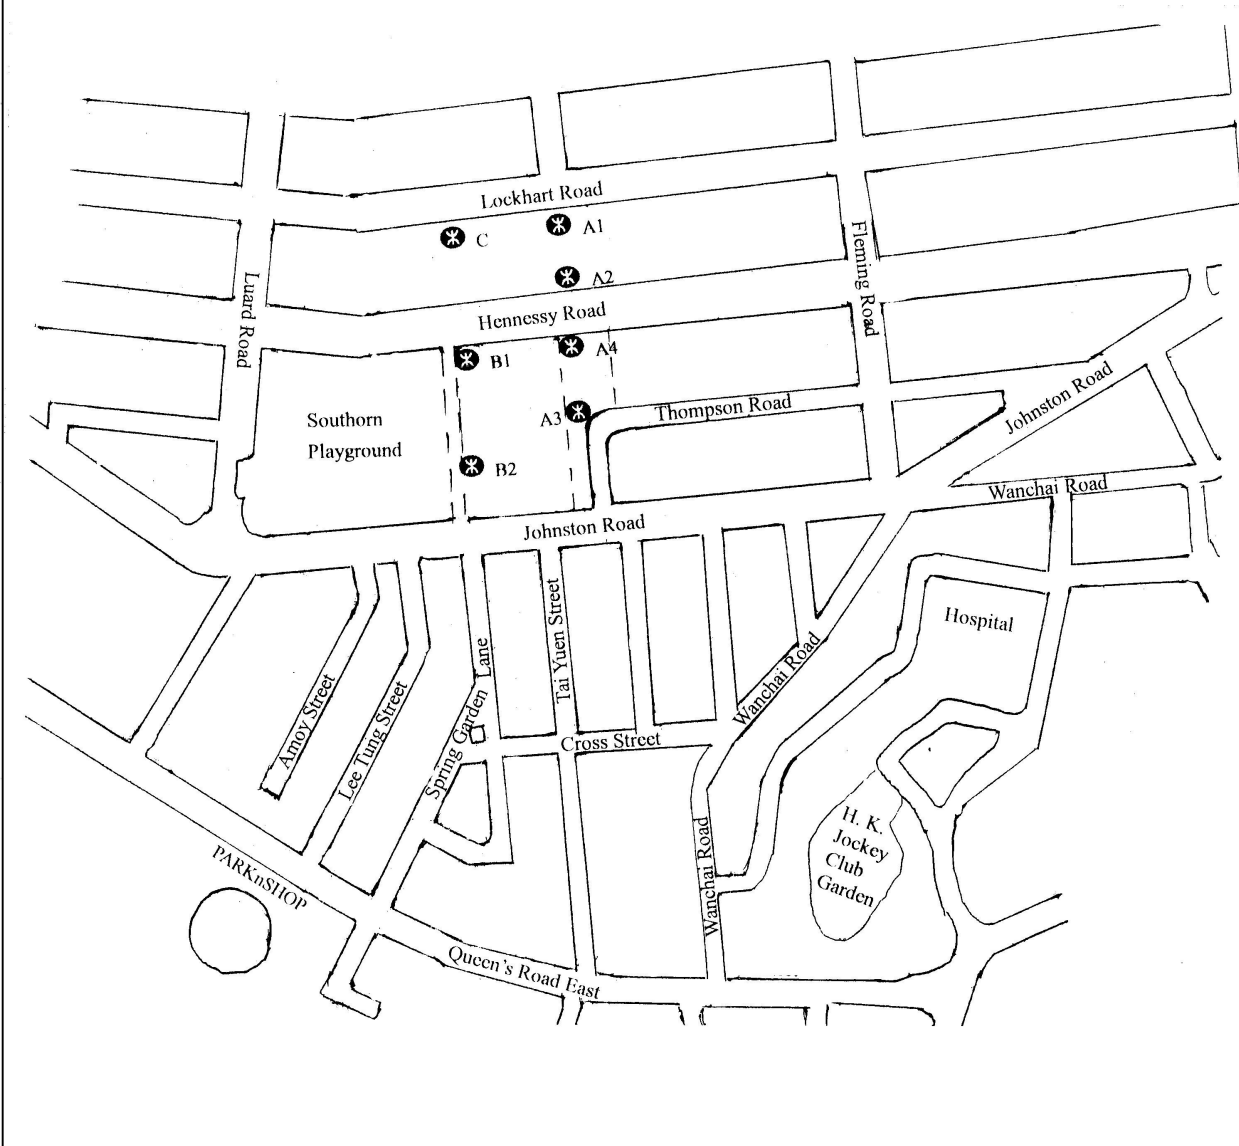 Lockhart Road
C
A1
A2
Luard Road
Fleming Road
Hennessy Road
B1
A4
Southern
Playground
A3
Thompson Road
Johnston Road
B2
Wanchai Road
Johnston Road
Hospital
Tai Yuen Street
Spring Garden Lane
Wanchai Road
Amoy Street
Lee Tung Street
Cross Street
H. K.
Jockey
Club
Garden
Wanchai Road
PARKnSHOP
Queen's Road East